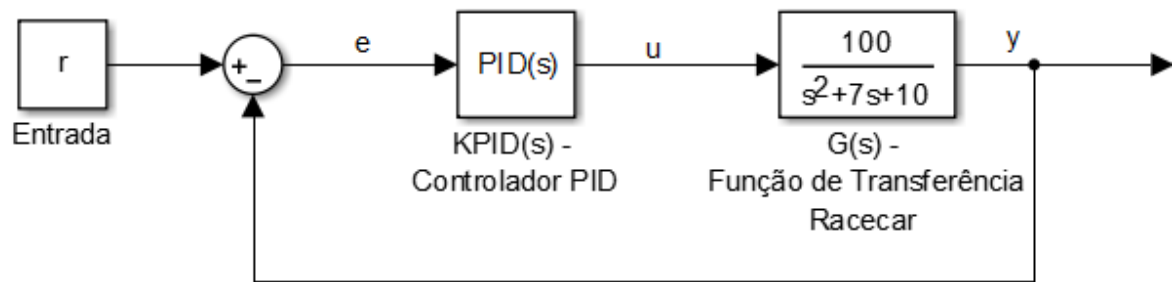 r
Entrada
+
-
e
PID(s)
KPID(s) -
Controlador PID
u
100
s²+7s+10
G(s) -
Função de Transferência
Racecar
y